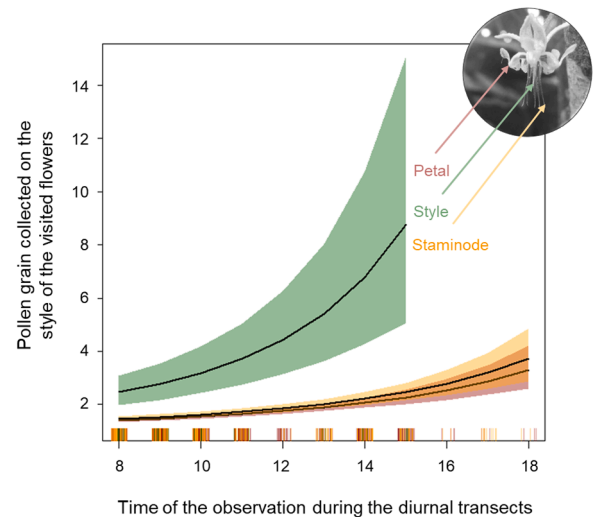 Petal
Style
Staminode
Pollen grain collected on the
style of the visited flowers
14
12
10
8
6
4
2
8 10 12 14 16 18
Time of the observation during the diurnal transects